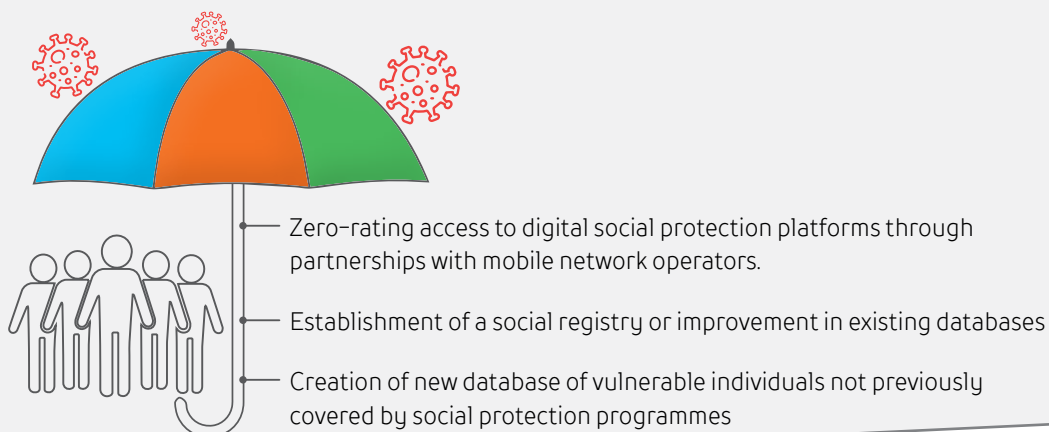 Zero-rating access to digital social protection platforms through
partnerships with mobile network operators.
Establishment of a social registry or improvement in existing databases
Creation of new database of vulnerable individuals not previously
covered by social protection programmes